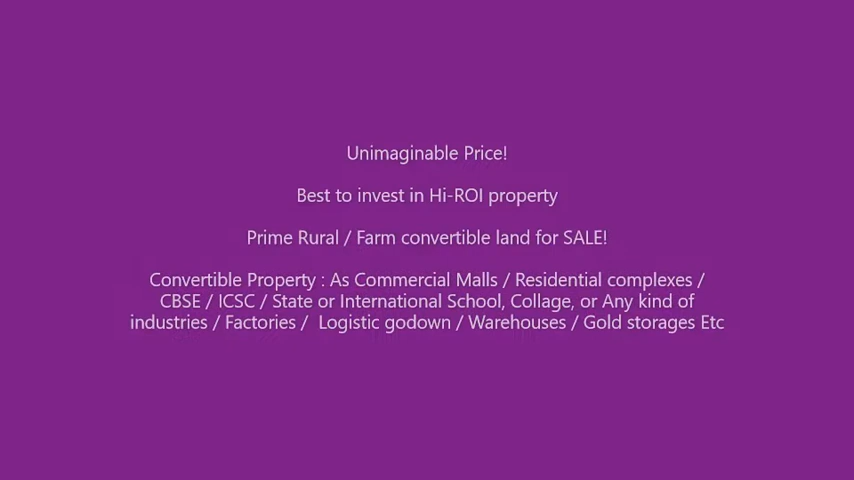 Unimaginable Price!
Best to invest in Hi-ROI property
Prime Rural / Farm convertible land for SALE!
Convertible Property : As Commercial Malls / Residential complexes /
CBSE / ICSC / State or International School, Collage, or Any kind of
industries / Factories /  Logistic godown / Warehouses / Gold storages Etc